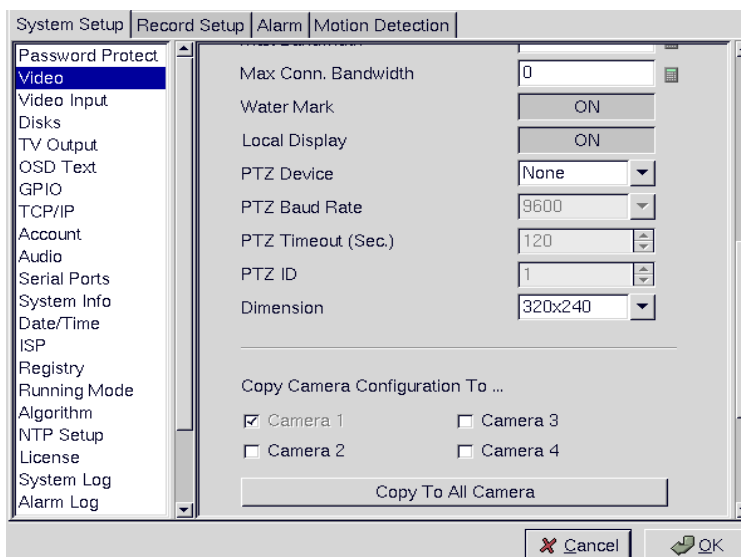 System Setup Record Setup Alarm Motion Detection
Password Protect
Video
Video Input
Disks
TV Output
OSD Text
GPIO
TCP/IP
Account
Audio
Serial Ports
System Info
Date/Time
ISP
Registry
Running Mode
Algorithm
NTP Setup
License
System Log
Alarm Log
Max Conn. Bandwidth 0
Water Mark ON
Local Display ON
PTZ Device None
PTZ Baud Rate 9600
PTZ Timeout (Sec.) 120
PTZ ID 1
Dimension 320x240
Copy Camera Configuration To ...
Camera 1 Camera 3
Camera 2 Camera 4
Copy To All Camera
Cancel OK